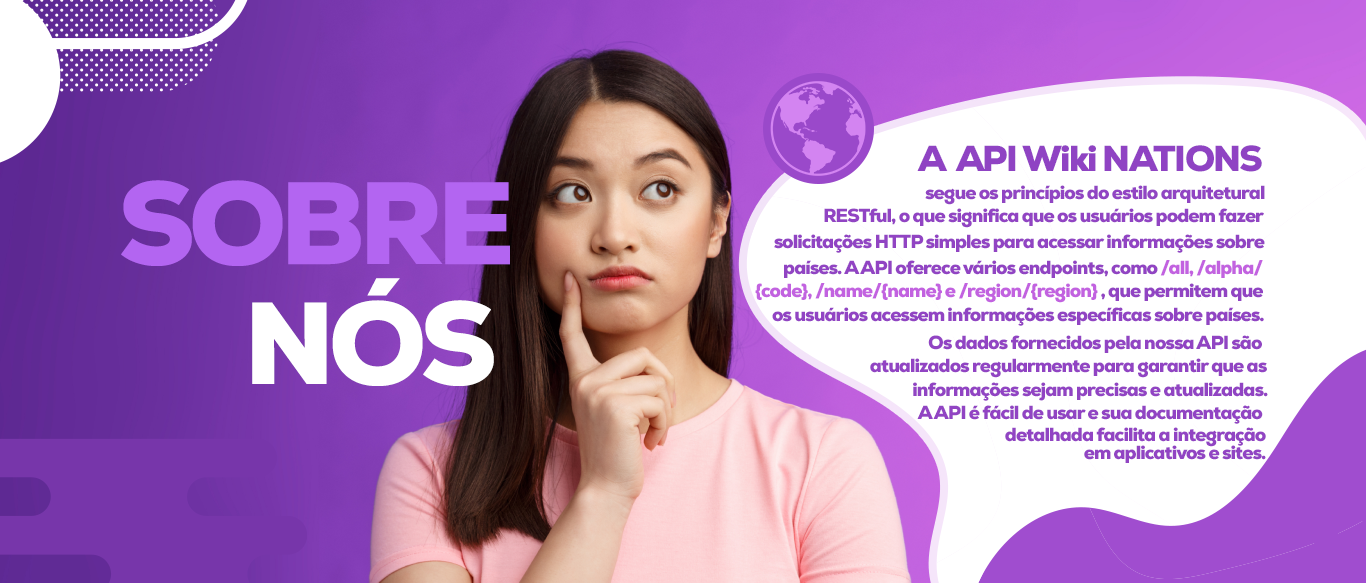 SOBRE
NÓS
A API Wiki NATIONS
segue os princípios do estilo arquitetural
RESTful, o que significa que os usuários podem fazer
solicitações HTTP simples para acessar informações sobre
países. A API oferece vários endpoints, como /all, /alpha/
{code}, /name/{name} e /region/{region} , que permitem que
os usuários acessem informações específicas sobre países.
Os dados fornecidos pela nossa API são
atualizados regularmente para garantir que as
informações sejam precisas e atualizadas.
A API é fácil de usar e sua documentação
detalhada facilita a integração
em aplicativos e sites.